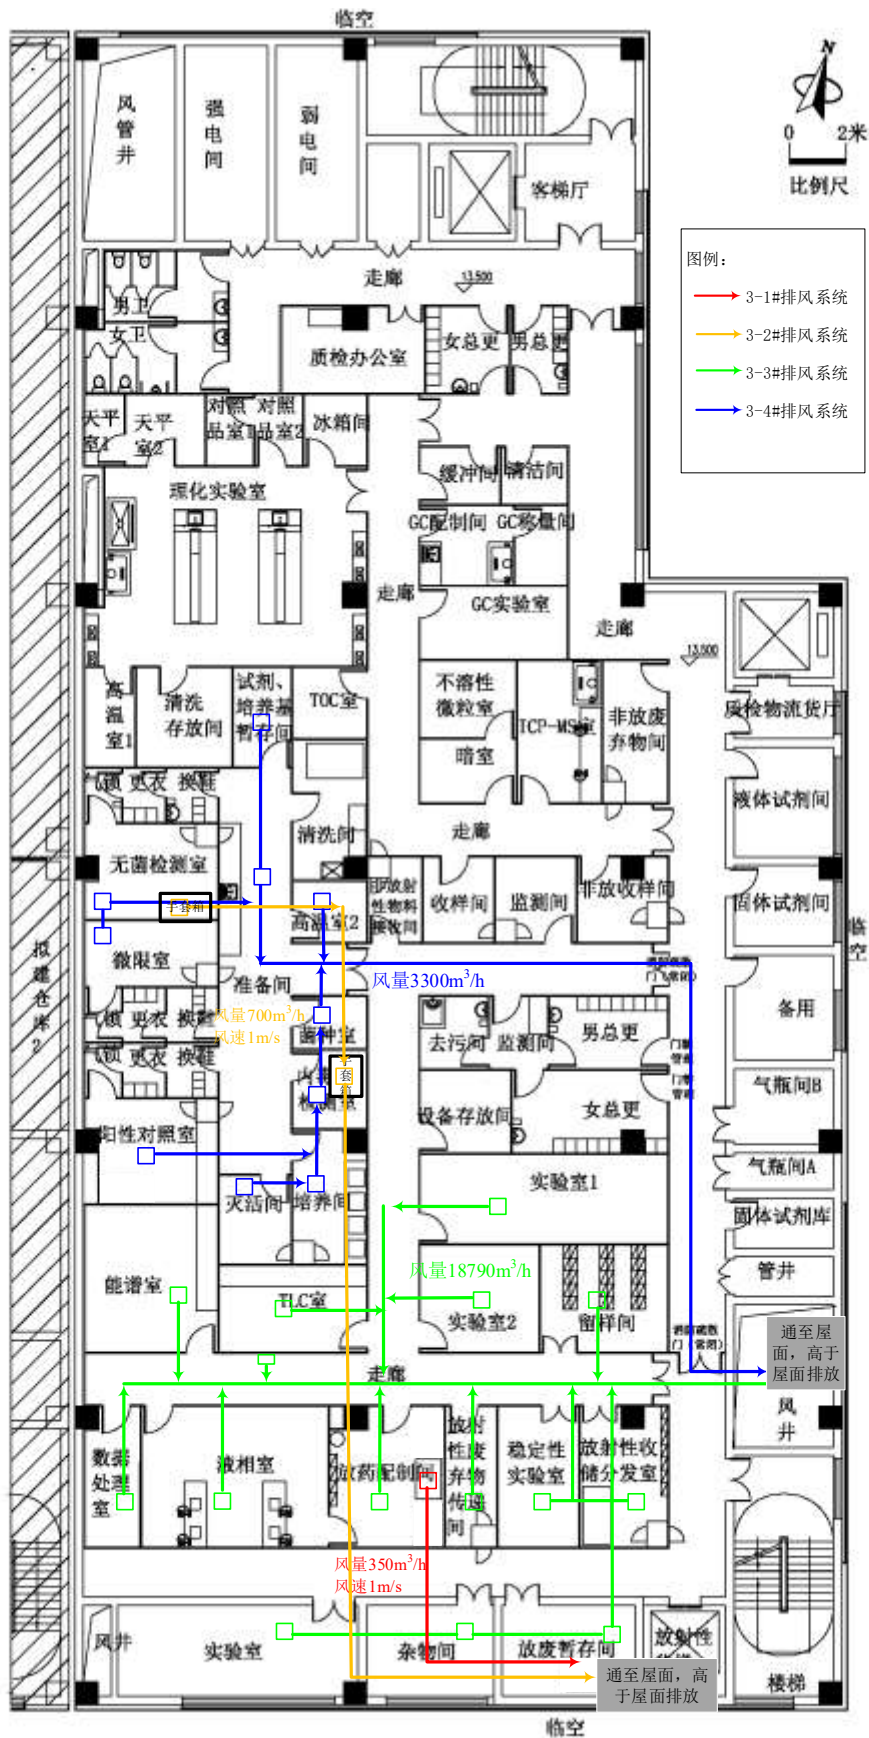 临空
N
0 2米
比例尺
风管井
强电间
弱电间
客梯厅
图例：
3-1#排风系统
3-2#排风系统
3-3#排风系统
3-4#排风系统
走廊
13.500
男卫
女卫
质检办公室
女总更
男总更
天平室1
天平室2
对照品室1
对照品室2
冰箱间
理化实验室
缓冲间
清洁间
GC配制间
GC称量间
走廊
GC实验室
走廊
13.500
高温室1
清洗存放间
试剂、培养基暂存间
TOC室
不溶性微粒室
暗室
非放废弃物间
质检物流货厅
液体试剂间
更衣
换鞋
清洗间
走廊
无菌检测室
手套箱
高温室2
收样间
监测间
非放收样间
固体试剂间
临空
拟建仓库2
微限室
准备间
风量3300m³/h
备用
风量700m³/h
风速1m/s
更衣
换鞋
菌种室
去污间
监测间
男总更
更衣
换鞋
手套箱
设备存放间
女总更
气瓶间B
阳性对照室
气瓶间A
灭活间
培养间
实验室1
固体试剂库
管井
能谱室
TLC室
风量18790m³/h
实验室2
留样间
通至屋面，高于屋面排放
走廊
风井
数据处理室
液相室
放药配制间
放射性废弃物传递间
稳定性实验室
放射性收储分发室
风量350m³/h
风速1m/s
风井
实验室
杂物间
放废暂存间
放射性
通至屋面，高于屋面排放
楼梯
临空